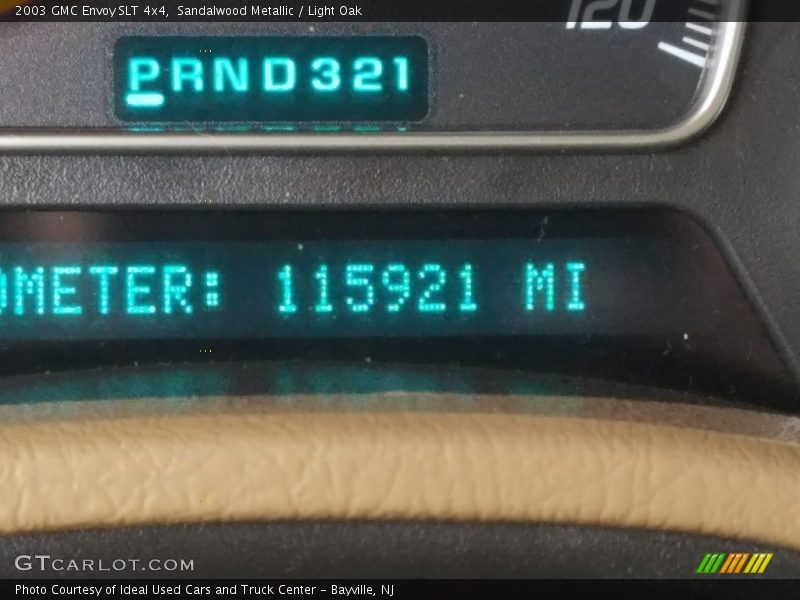 2003 GMC Envoy SLT 4x4, Sandalwood Metallic / Light Oak
120
PRND321
OMETER: 115921 MI
GTCARLOT.COM
Photo Courtesy of Ideal Used Cars and Truck Center – Bayville, NJ